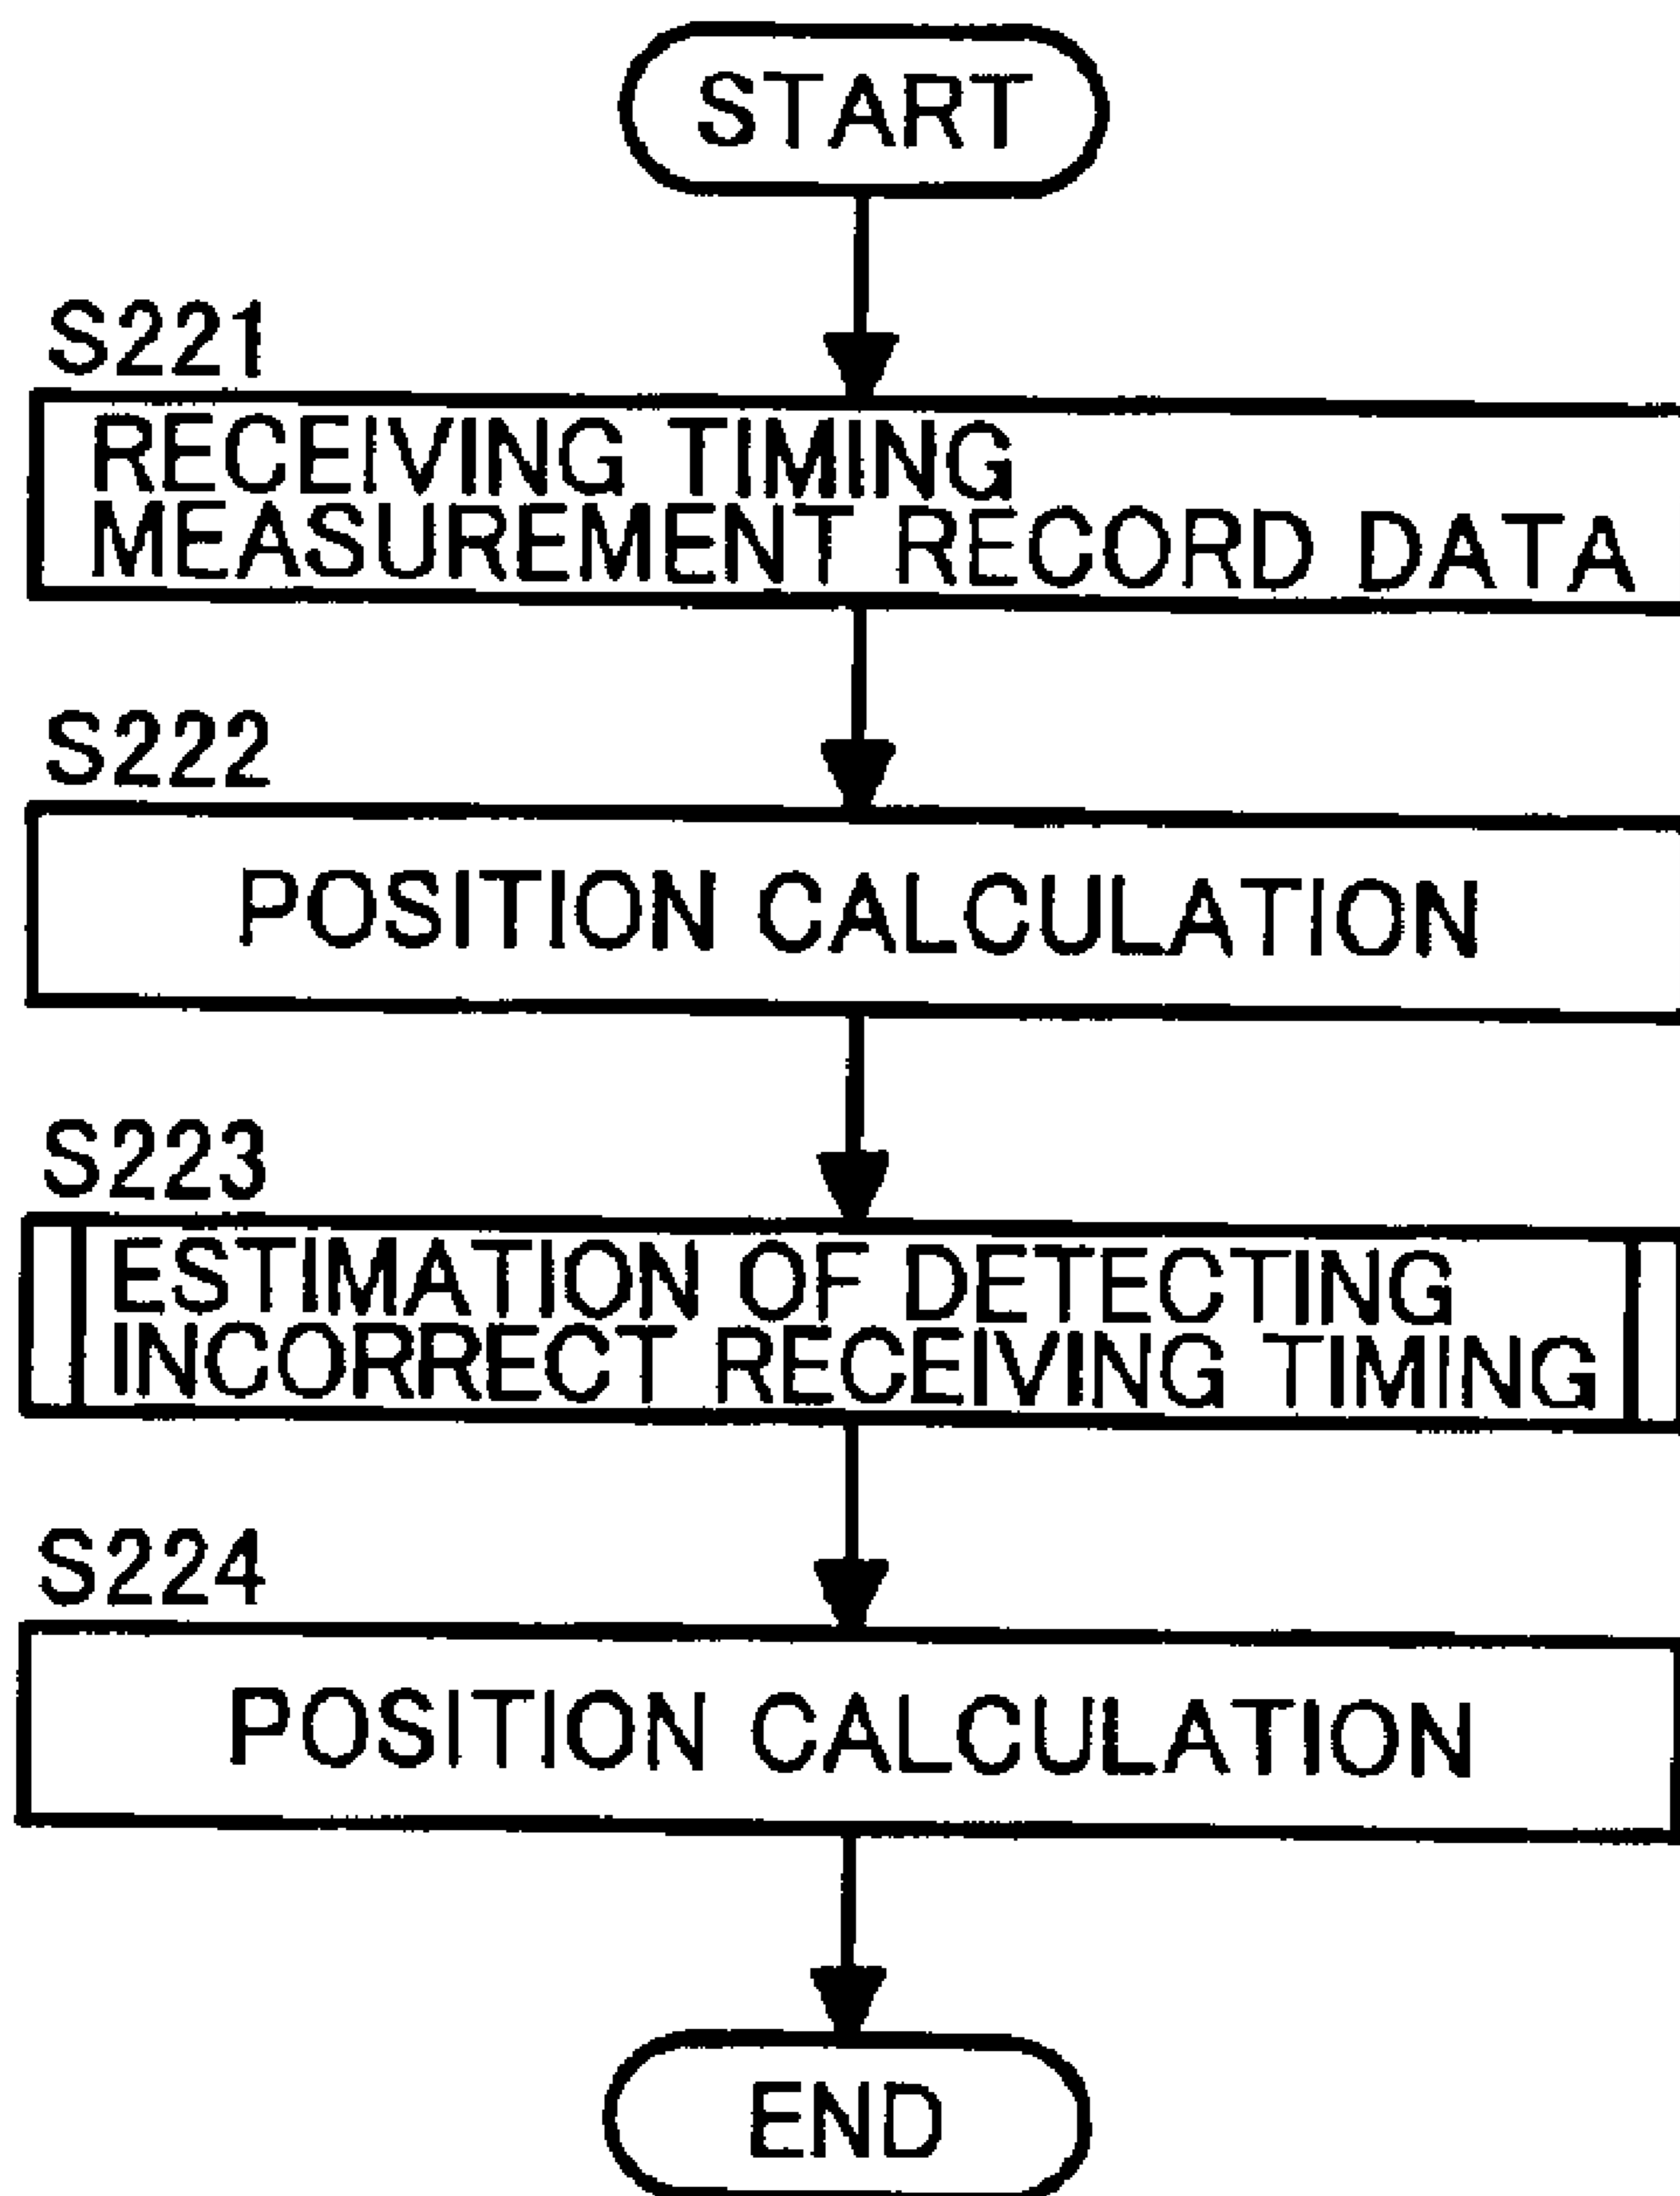 START
S221
RECEIVING TIMING
MEASUREMENT RECORD DATA
S222
POSITION CALCULATION
S223
ESTIMATION OF DETECTING
INCORRECT RECEIVING TIMING
S224
POSITION CALCULATION
END